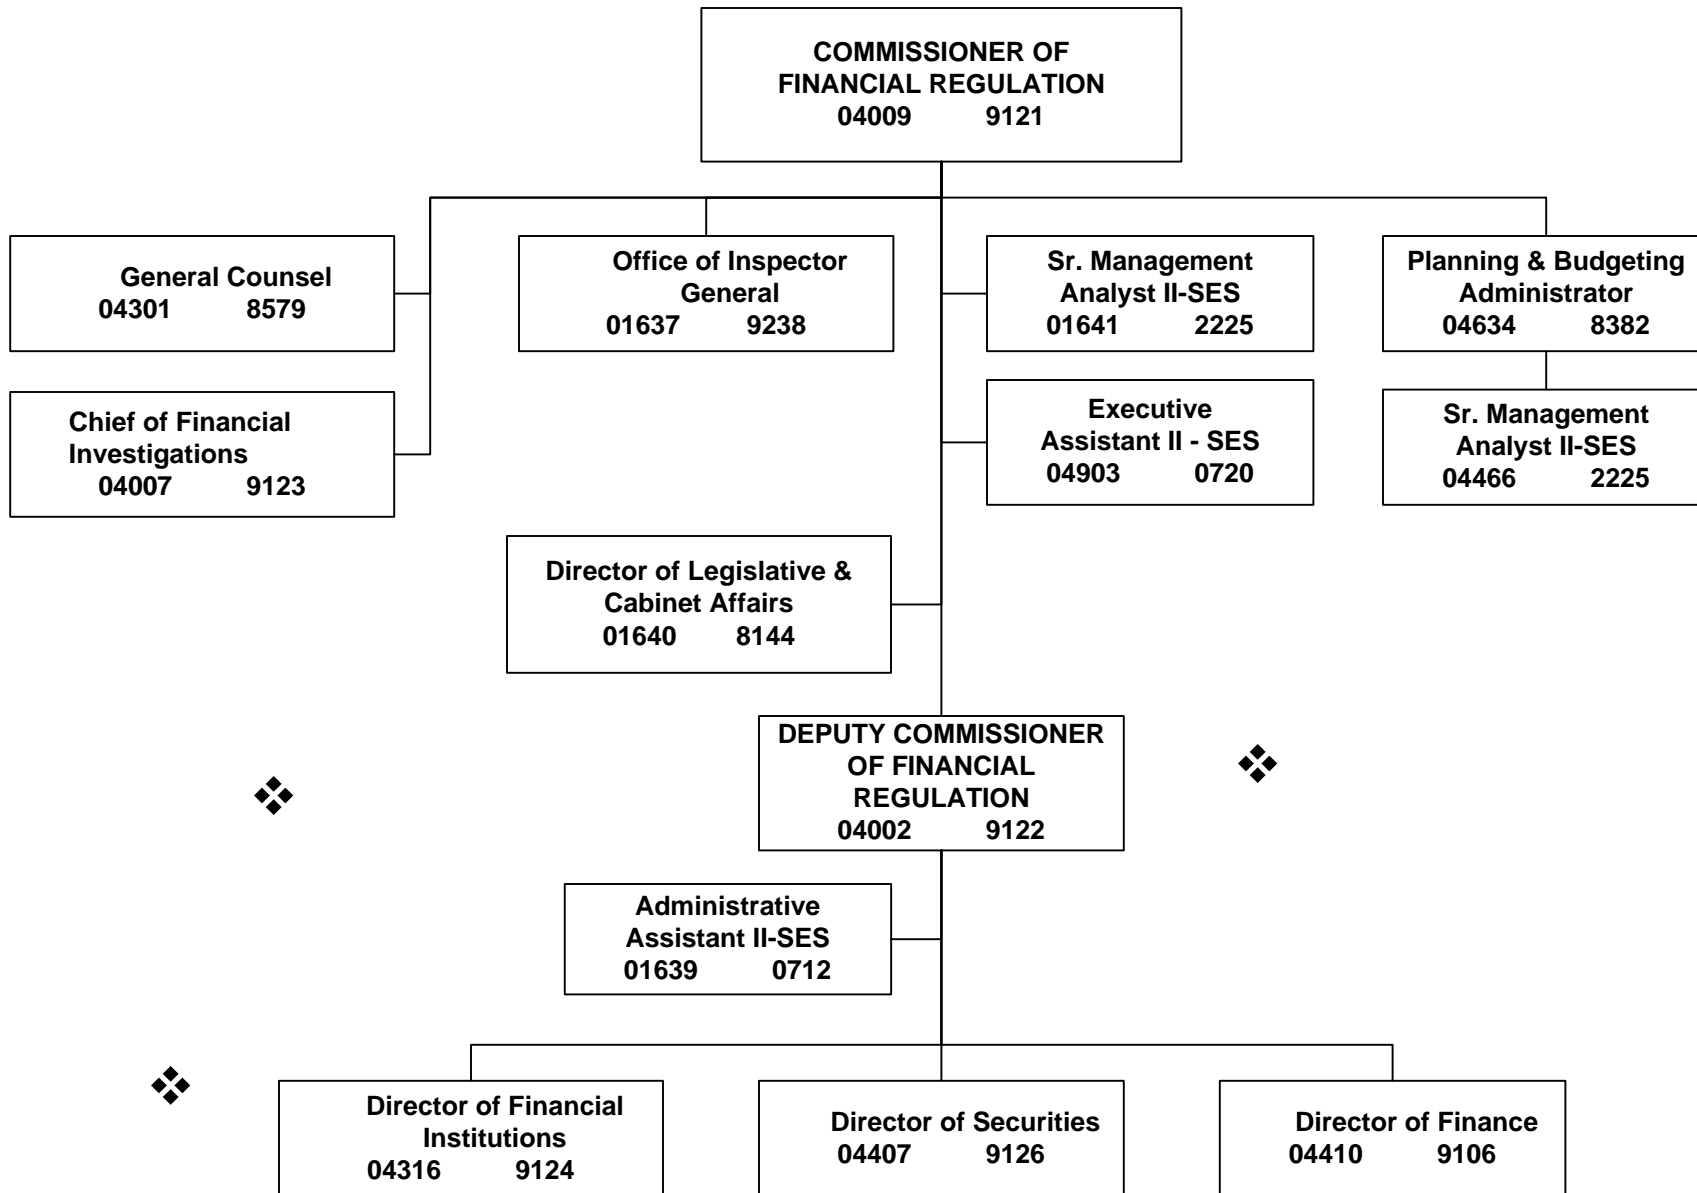 COMMISSIONER OF
FINANCIAL REGULATION
04009 9121
General Counsel
04301 8579
Office of Inspector
General
01637 9238
Sr. Management
Analyst II-SES
01641 2225
Planning & Budgeting
Administrator
04634 8382
Chief of Financial
Investigations
04007 9123
Executive
Assistant II - SES
04903 0720
Sr. Management
Analyst II-SES
04466 2225
Director of Legislative &
Cabinet Affairs
01640 8144
DEPUTY COMMISSIONER
OF FINANCIAL
REGULATION
04002 9122
Administrative
Assistant II-SES
01639 0712
Director of Financial
Institutions
04316 9124
Director of Securities
04407 9126
Director of Finance
04410 9106